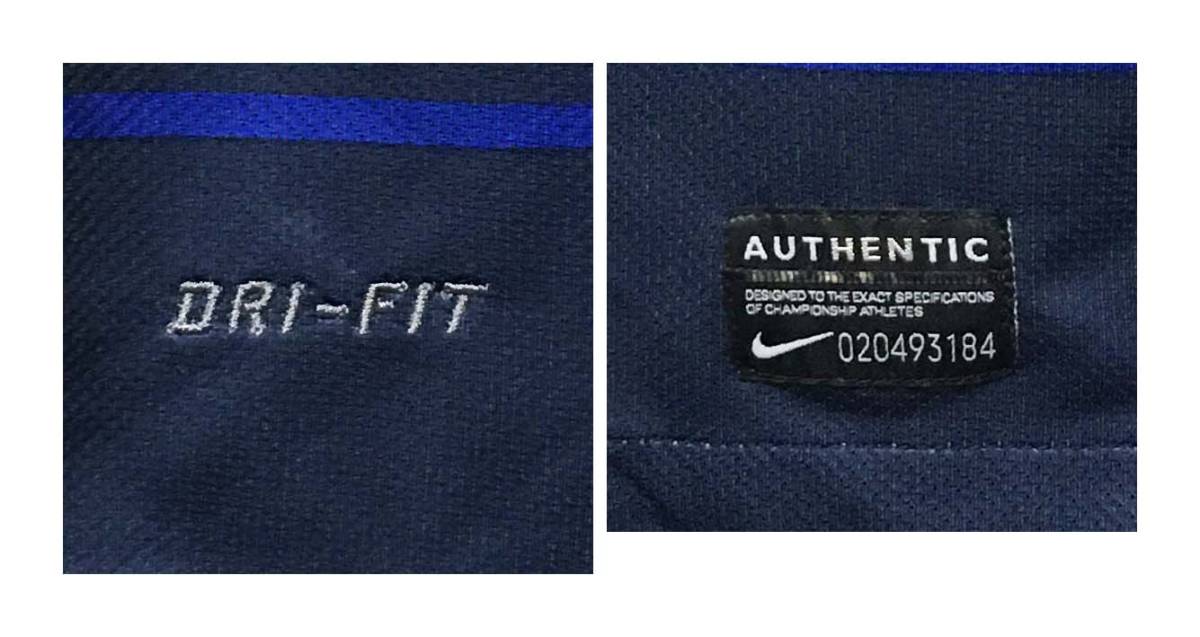 DRI-FIT
AUTHENTIC
DESIGNED TO THE EXACT SPECIFICATIONS
OF CHAMPIONSHIP ATHLETES
020493184